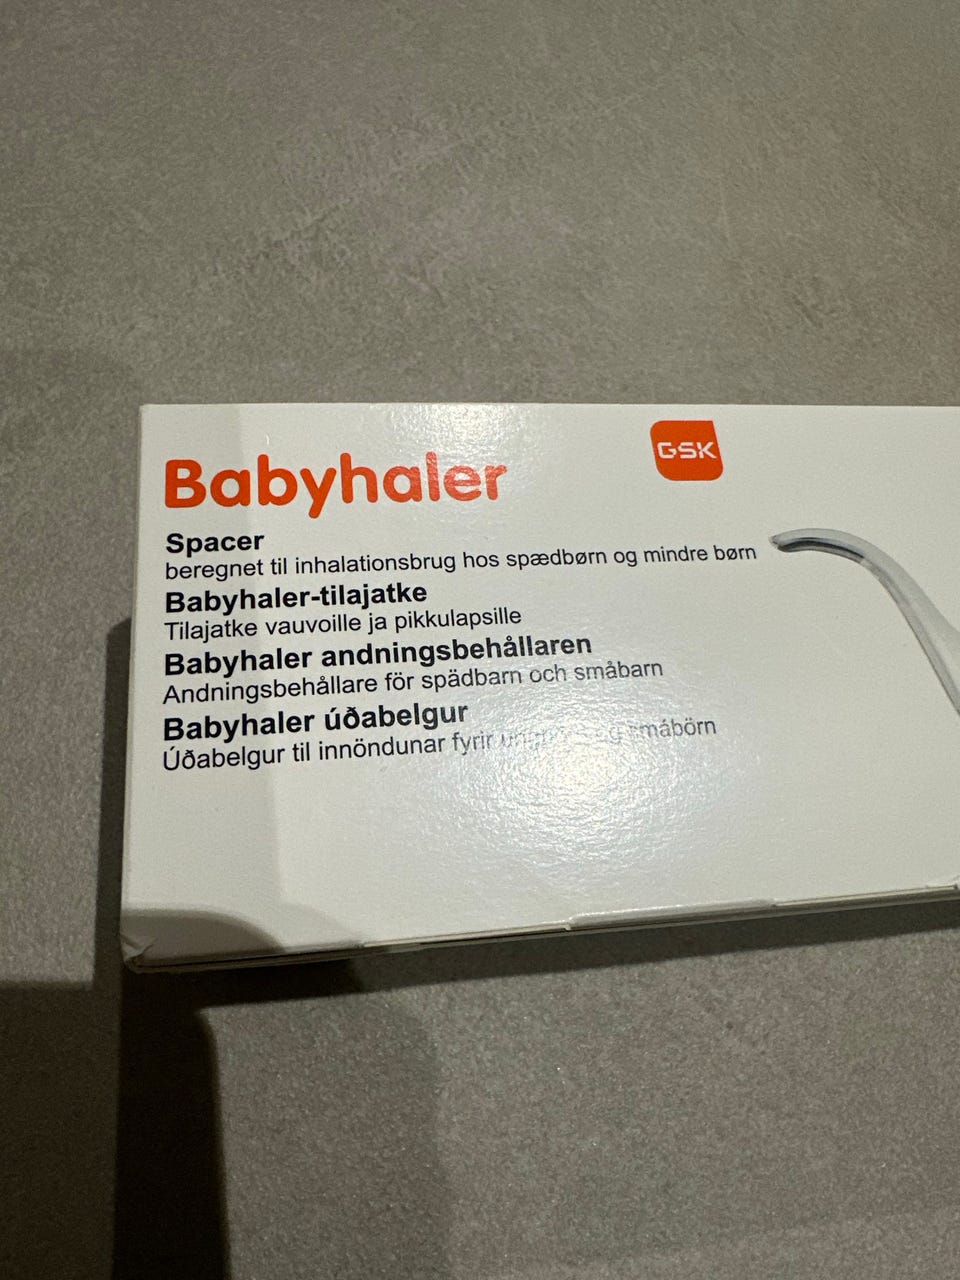 Babyhaler
GSK
Spacer
beregnet til inhalationsbrug hos spædbørn og mindre børn
Babyhaler-tilajatke
Tilajatke vauvoille ja pikkulapsille
Babyhaler andningsbehållaren
Andningsbehållare för spädbarn och småbarn
Babyhaler úðabelgur
Úðabelgur til innöndunar fyrir og smábörn